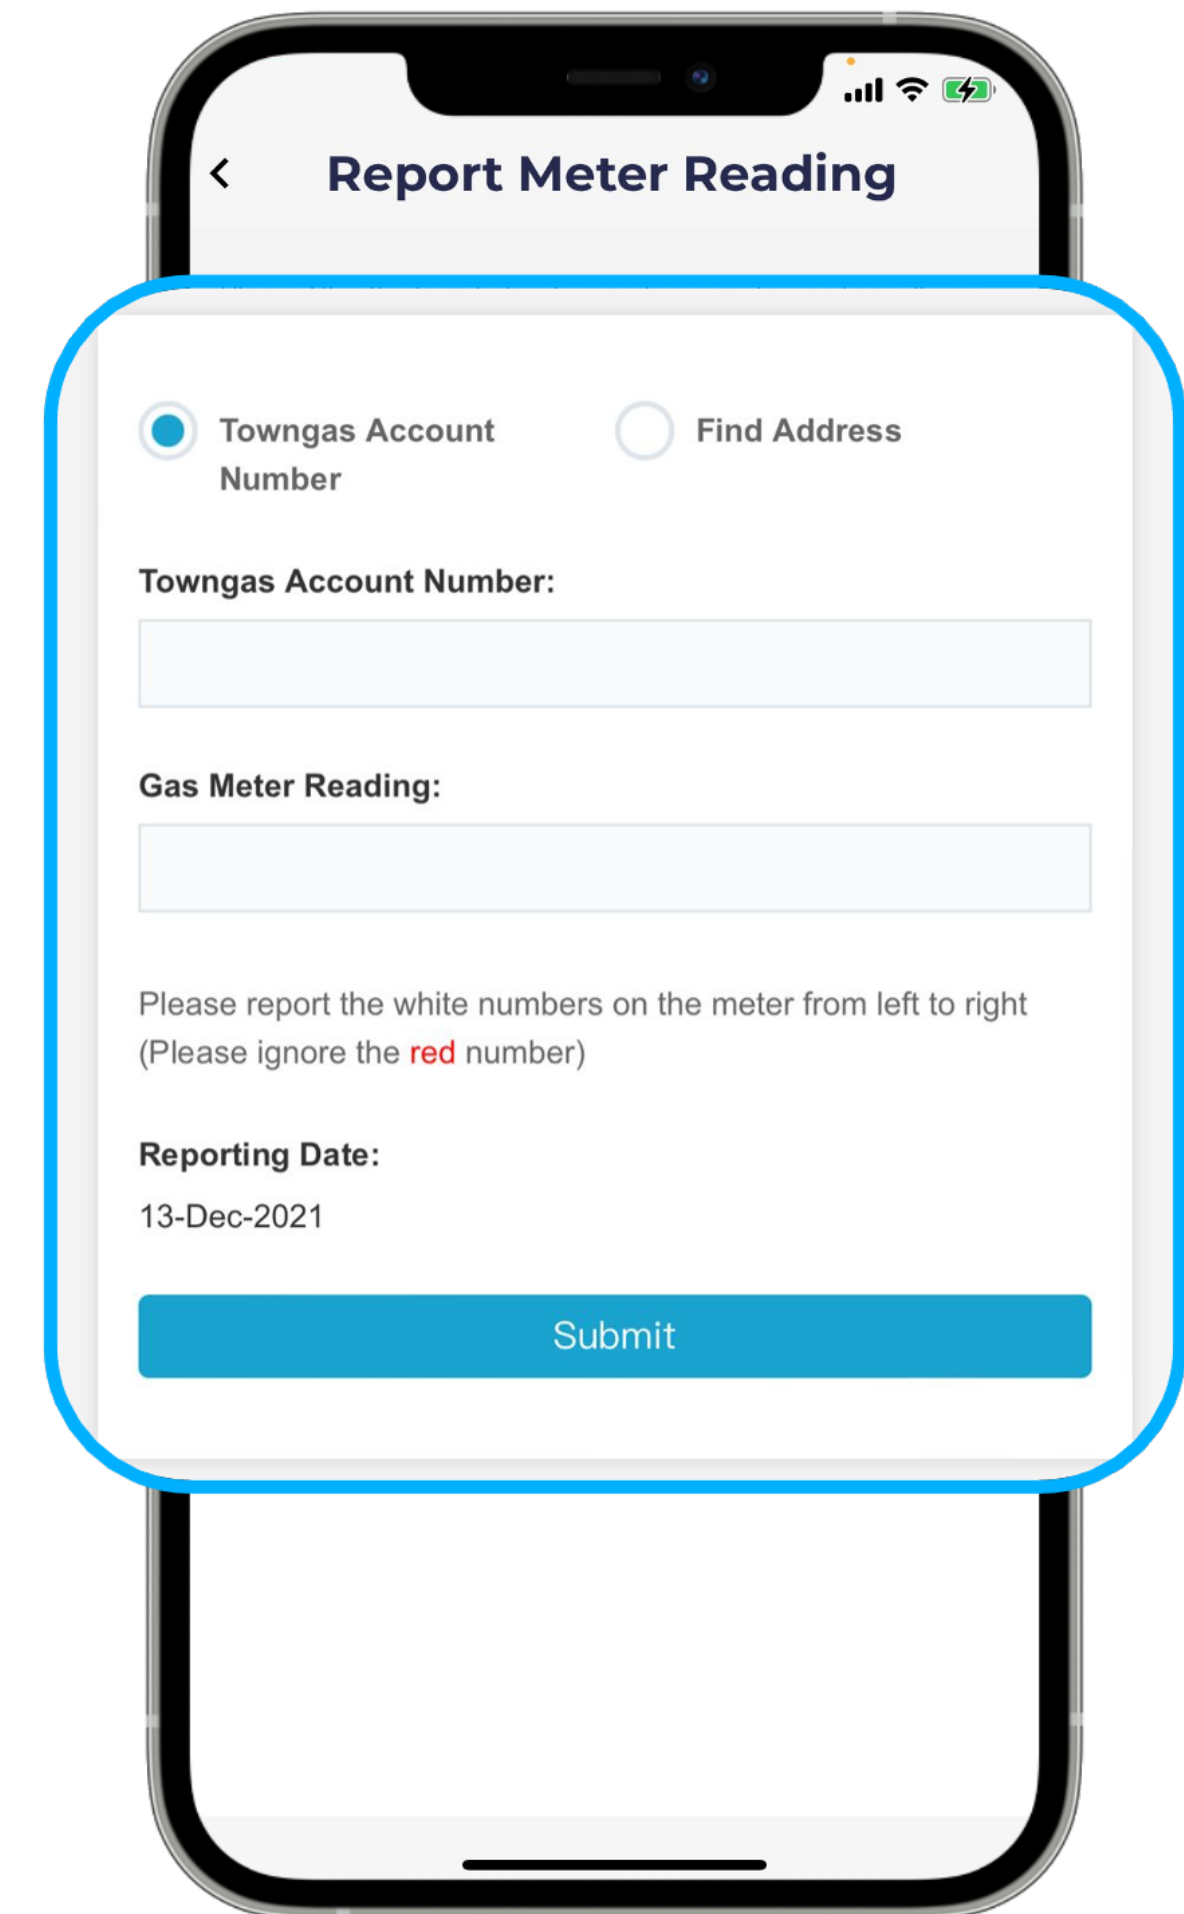 Report Meter Reading
Towngas Account
Number
Find Address
Towngas Account Number:
Gas Meter Reading:
Please report the white numbers on the meter from left to right
(Please ignore the red number)
Reporting Date:
13-Dec-2021
Submit